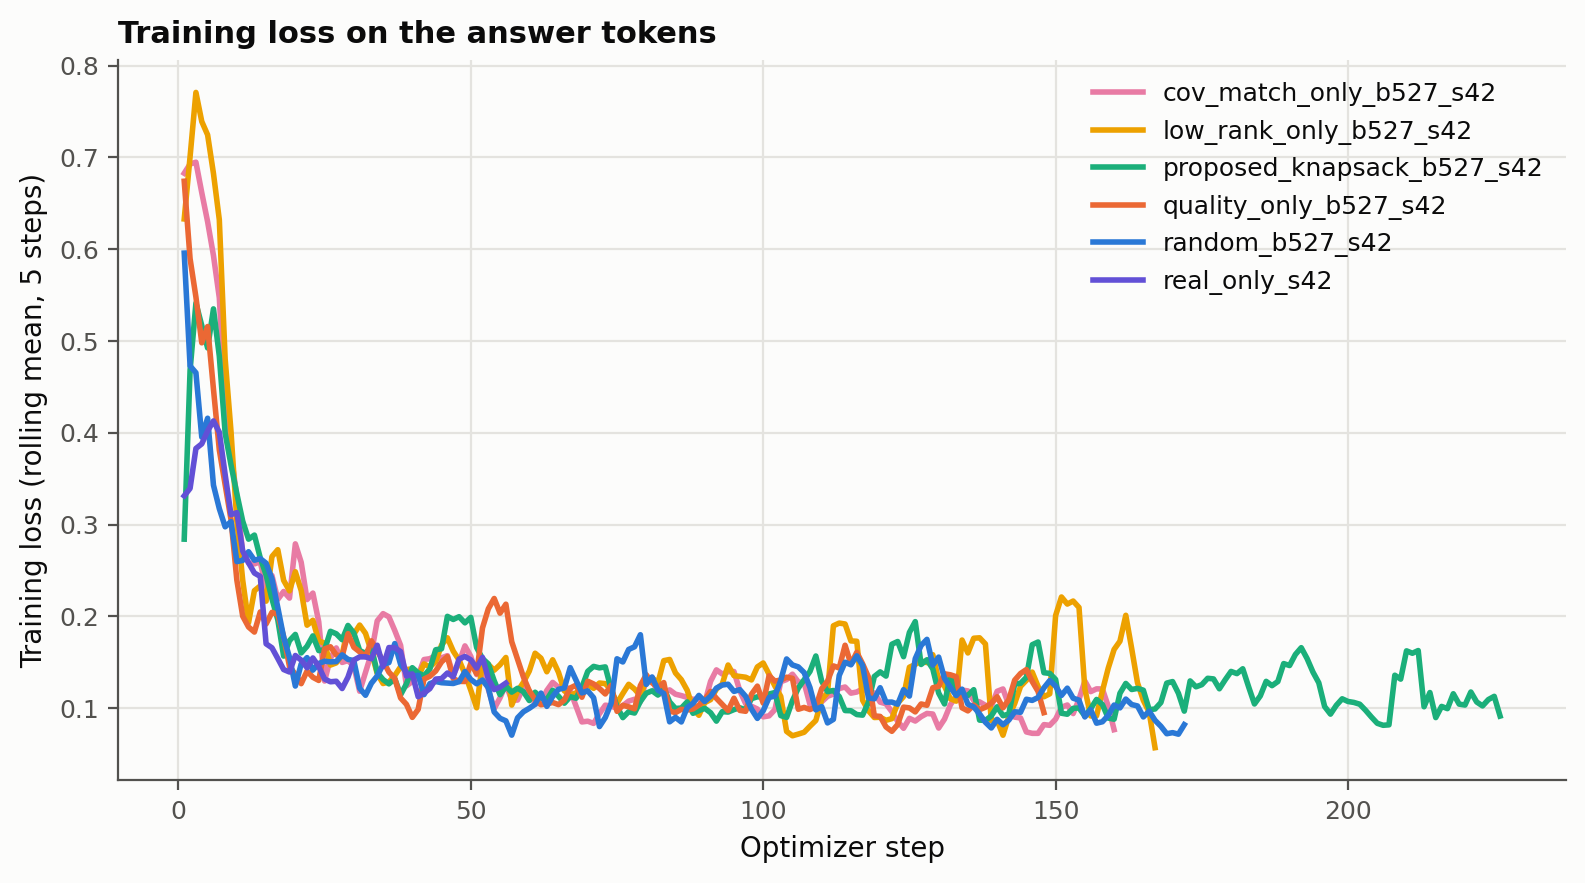 Training loss on the answer tokens
Training loss (rolling mean, 5 steps)
0.8
0.7
0.6
0.5
0.4
0.3
0.2
0.1
cov_match_only_b527_s42
low_rank_only_b527_s42
proposed_knapsack_b527_s42
quality_only_b527_s42
random_b527_s42
real_only_s42
0 50 100 150 200
Optimizer step